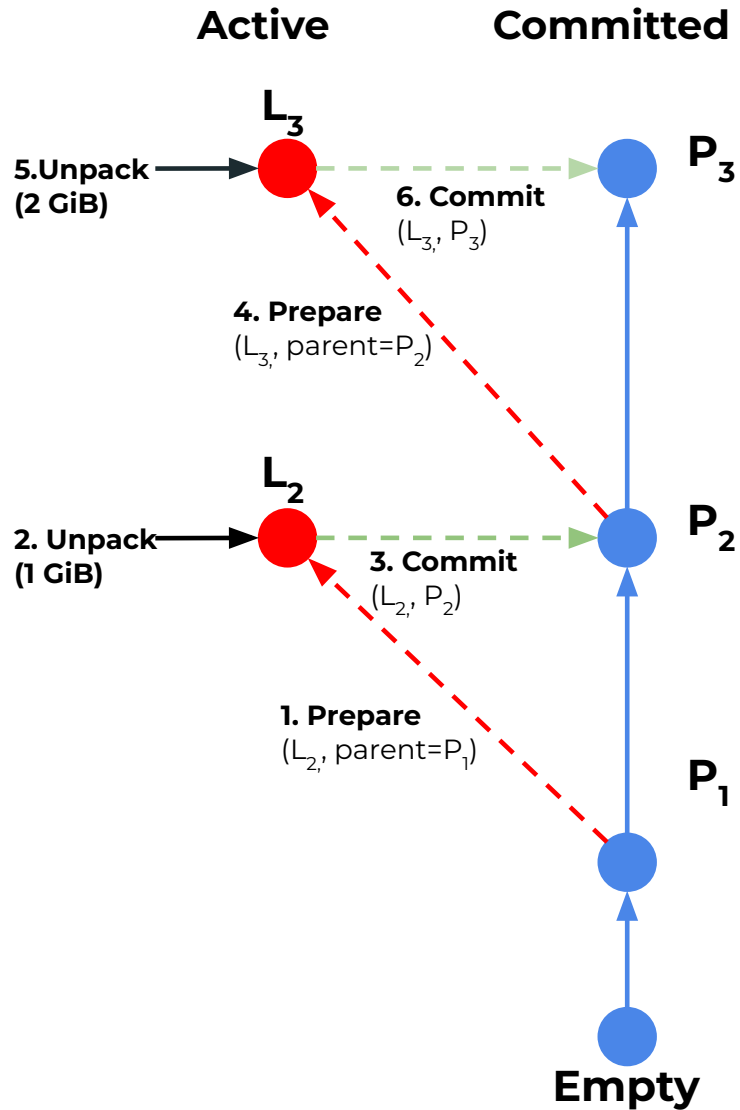 Active
Committed
L3
P3
5.Unpack
(2 GiB)
6. Commit
(L3,, P3)
4. Prepare
(L3,, parent=P2)
L2
P2
2. Unpack
(1 GiB)
3. Commit
(L2,, P2)
1. Prepare
(L2,, parent=P1)
P1
Empty